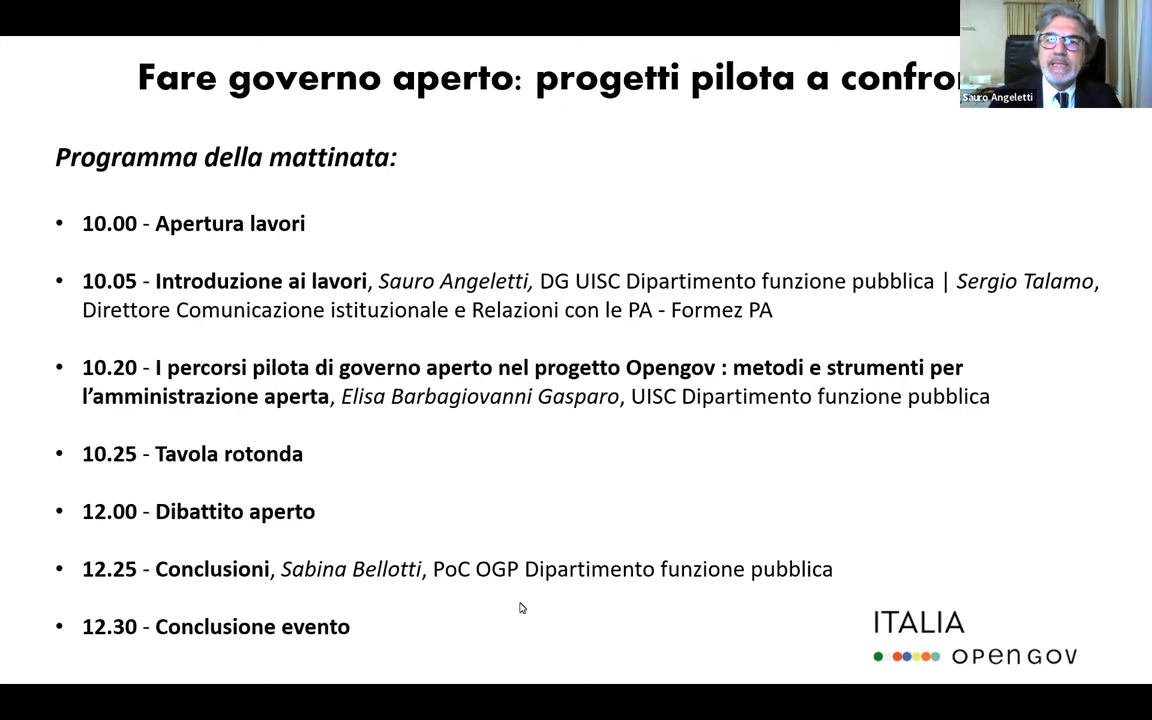 Fare governo aperto: progetti pilota a confro
Sauro Angeletti
Programma della mattinata:
• 10.00 - Apertura lavori
• 10.05 - Introduzione ai lavori, Sauro Angeletti, DG UISC Dipartimento funzione pubblica | Sergio Talamo,
Direttore Comunicazione istituzionale e Relazioni con le PA - Formez PA
• 10.20 - I percorsi pilota di governo aperto nel progetto Opengov : metodi e strumenti per
l’amministrazione aperta, Elisa Barbagiovanni Gasparo, UISC Dipartimento funzione pubblica
• 10.25 - Tavola rotonda
• 12.00 - Dibattito aperto
• 12.25 - Conclusioni, Sabina Bellotti, PoC OGP Dipartimento funzione pubblica
• 12.30 - Conclusione evento
ITALIA
OPEN GOV